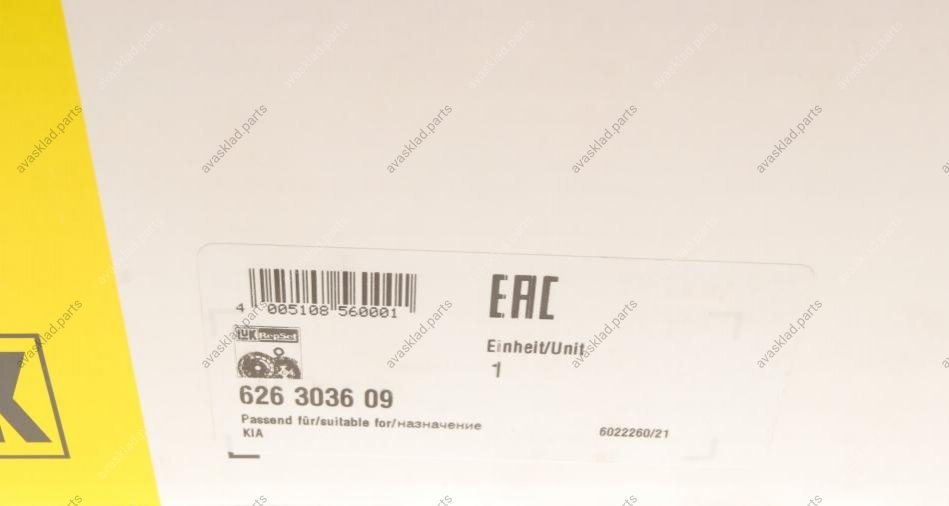 4 005108 560001
EAC
LUK RepSet
Einheit/Unit
1
626 3036 09
Passend für/suitable for/назначение
KIA
6022260/21
K
avasklad.parts